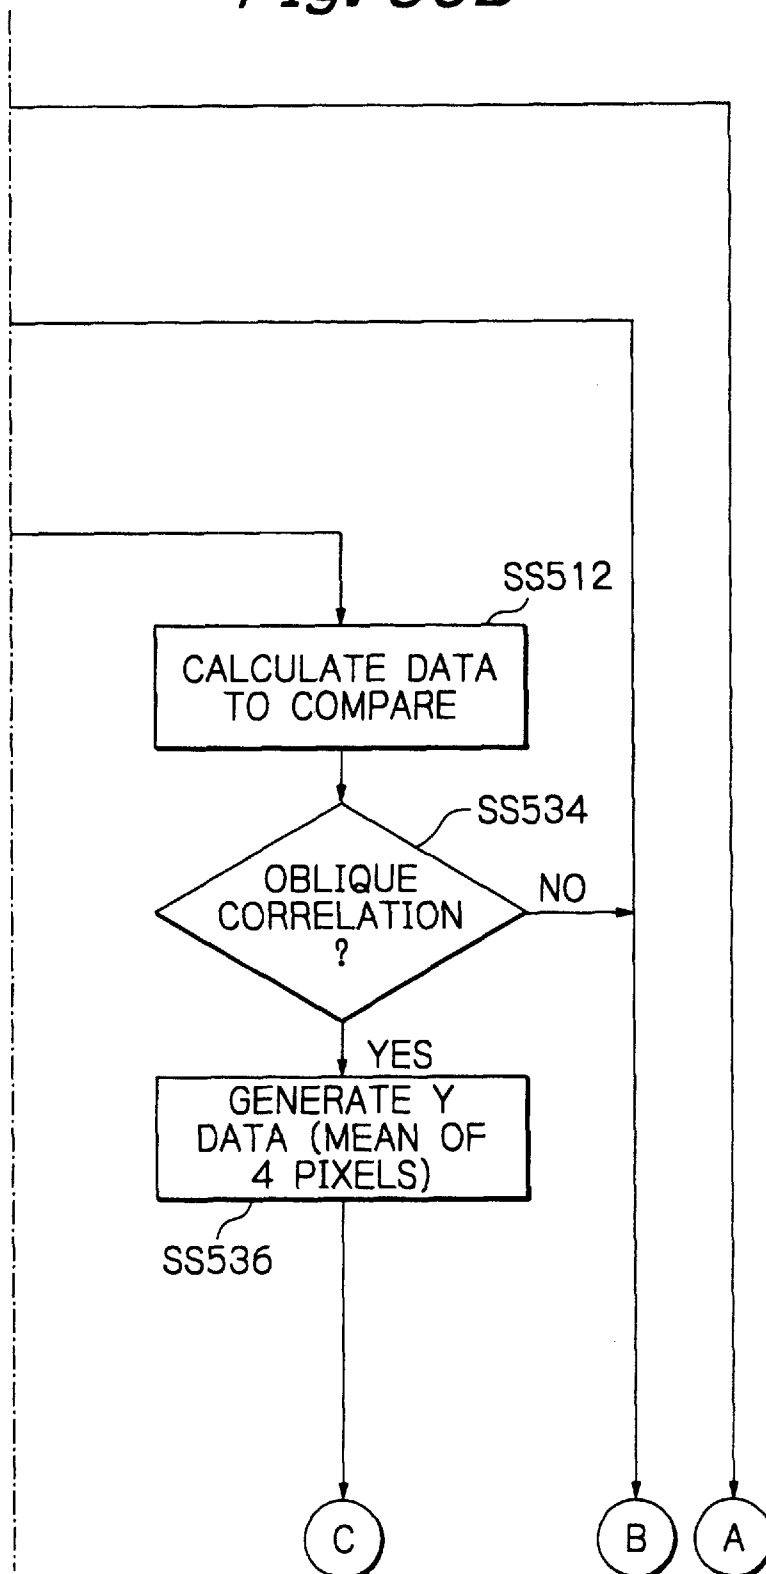 SS512
CALCULATE DATA
TO COMPARE
SS534
OBLIQUE
CORRELATION
?
NO
YES
GENERATE Y
DATA (MEAN OF
4 PIXELS)
SS536
C
B
A